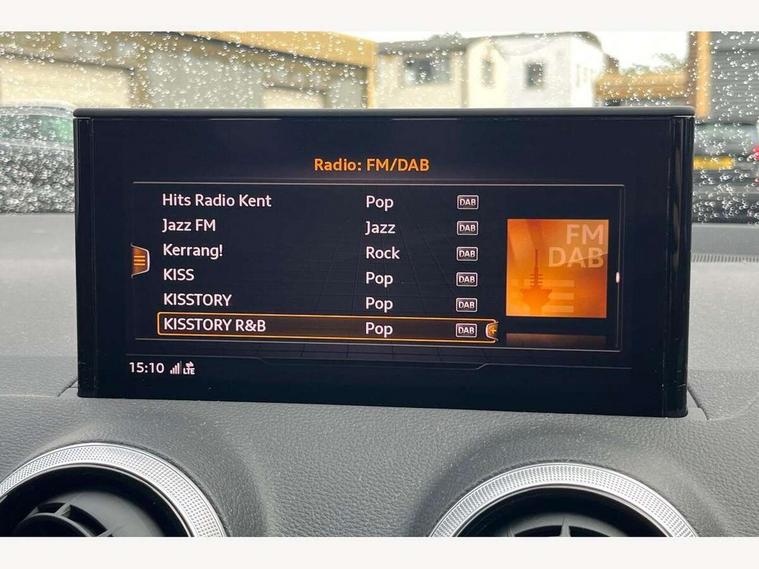 Radio: FM/DAB
Hits Radio Kent Pop DAB
Jazz FM Jazz DAB
Kerrang! Rock DAB
KISS Pop DAB
KISSTORY Pop DAB
KISSTORY R&B Pop DAB
FM
DAB
15:10 LTE